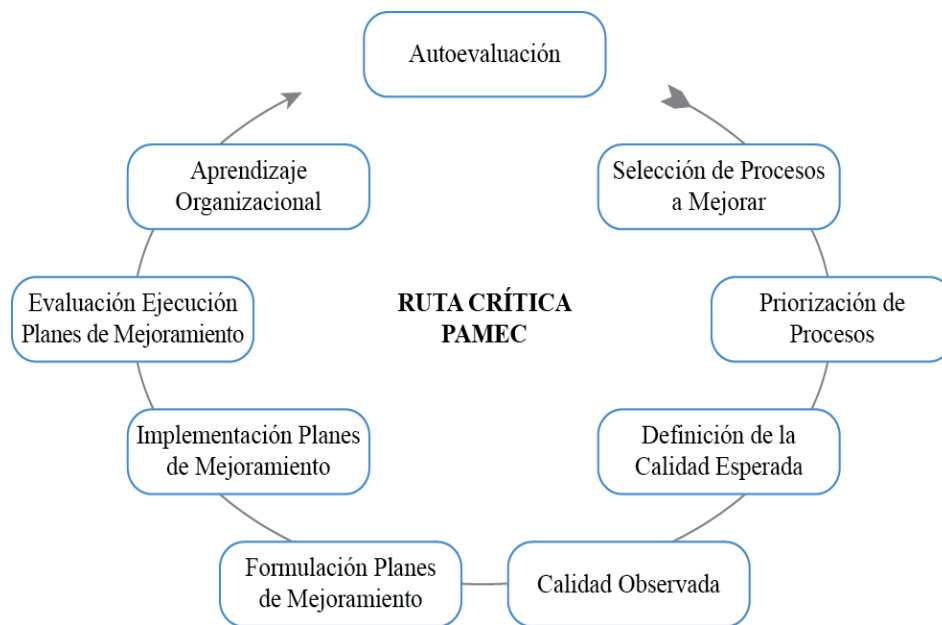 Autoevaluación
Selección de Procesos
a Mejorar
Priorización de
Procesos
Definición de la
Calidad Esperada
Calidad Observada
Formulación Planes
de Mejoramiento
Implementación Planes
de Mejoramiento
Evaluación Ejecución
Planes de Mejoramiento
Aprendizaje
Organizacional
RUTA CRÍTICA
PAMEC